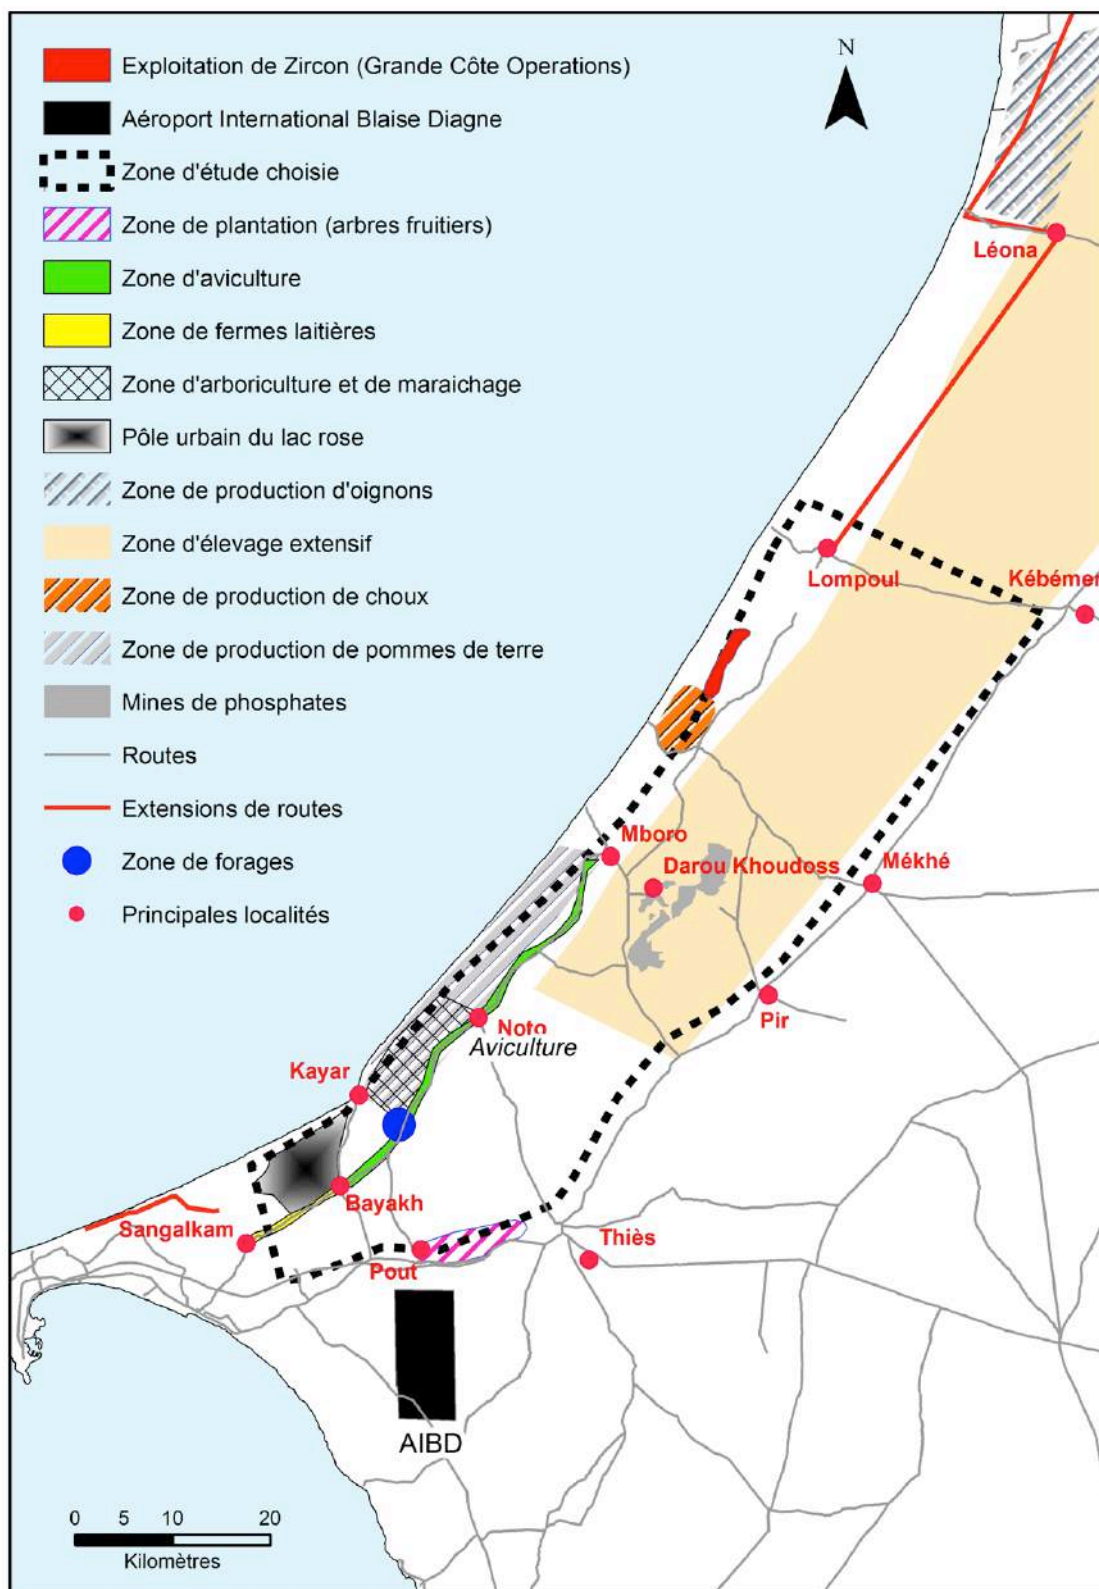 N
Exploitation de Zircon (Grande Côte Operations)
Aéroport International Blaise Diagne
Zone d'étude choisie
Zone de plantation (arbres fruitiers)
Zone d'aviculture
Zone de fermes laitières
Zone d'arboriculture et de maraichage
Pôle urbain du lac rose
Zone de production d'oignons
Zone d'élevage extensif
Zone de production de choux
Zone de production de pommes de terre
Mines de phosphates
Routes
Extensions de routes
Zone de forages
Principales localités
Léona
Lompoul
Kébémer
Mboro
Darou Khoudoss
Mékhé
Pir
Noto
Aviculture
Kayar
Bayakh
Sangalkam
Pout
Thiès
AIBD
0 5 10 20
Kilomètres